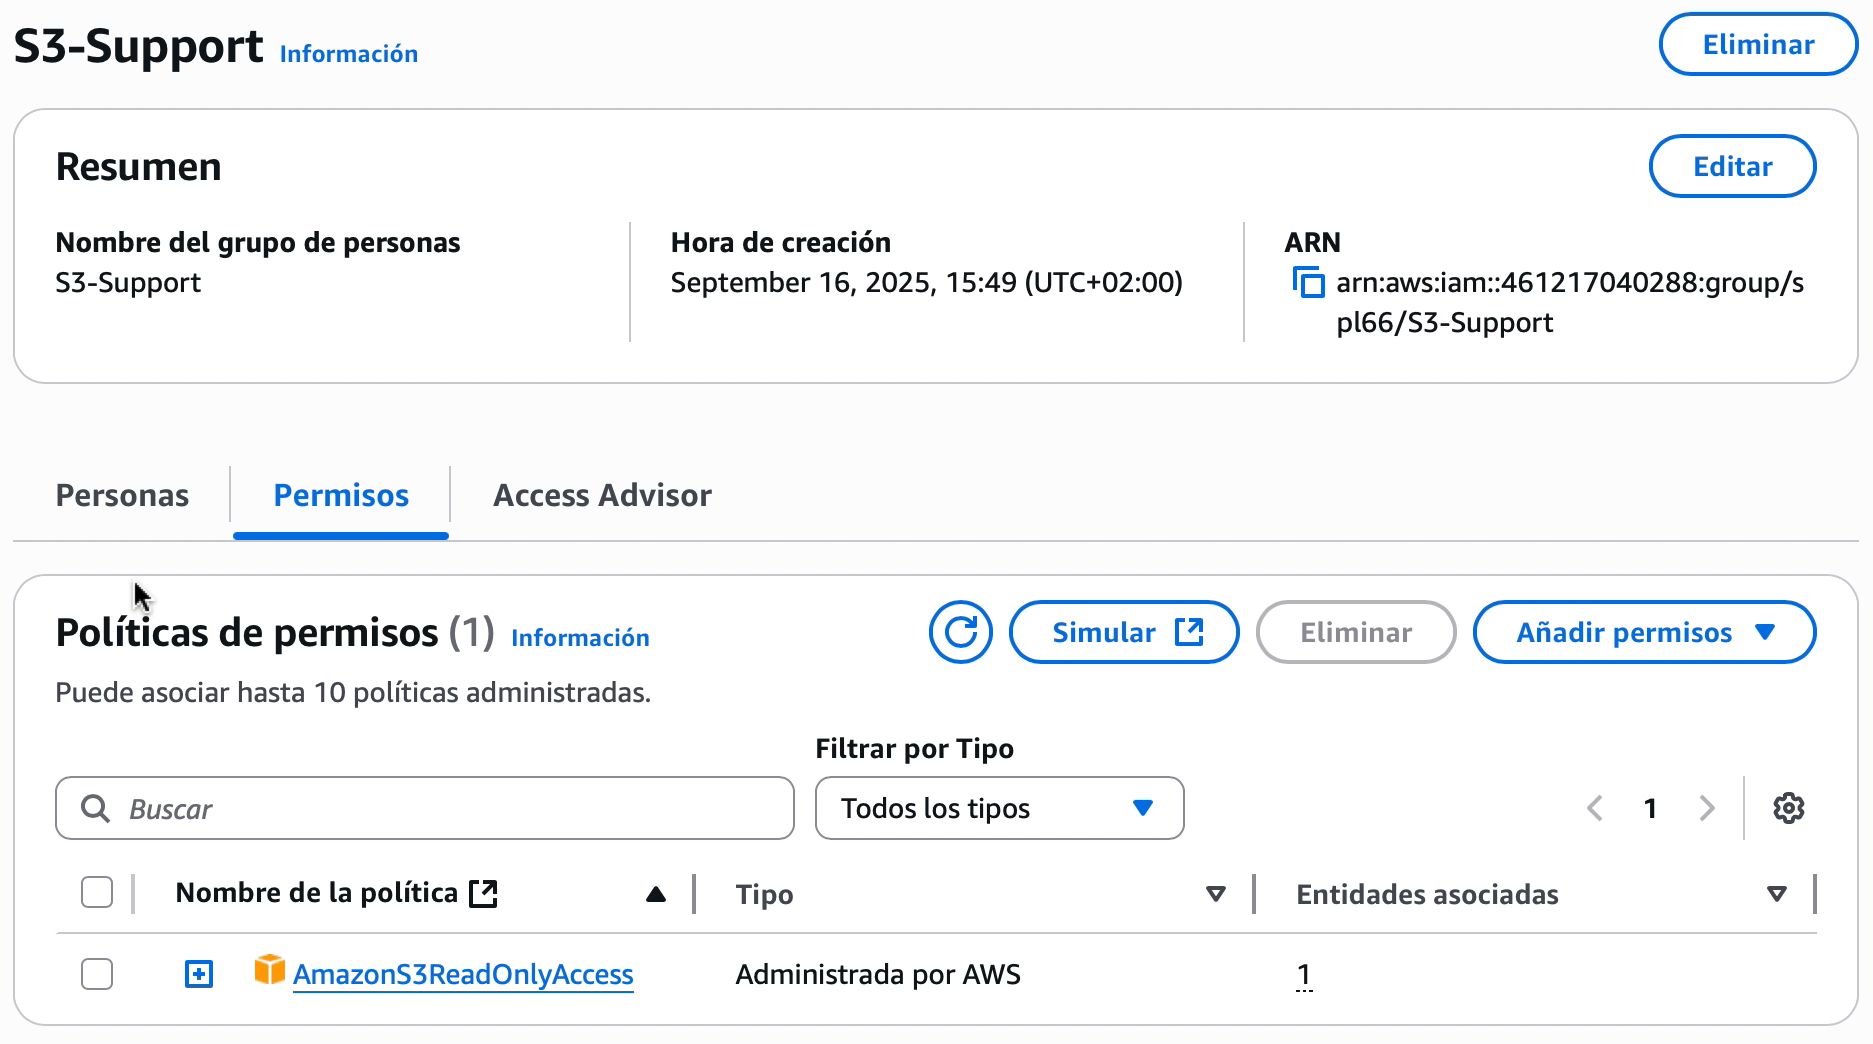 S3-Support Información
Eliminar
Resumen
Editar
Nombre del grupo de personas
S3-Support
Hora de creación
September 16, 2025, 15:49 (UTC+02:00)
ARN
arn:aws:iam::461217040288:group/s
pl66/S3-Support
Personas
Permisos
Access Advisor
Políticas de permisos (1) Información
Simular
Eliminar
Añadir permisos
Puede asociar hasta 10 políticas administradas.
Filtrar por Tipo
Buscar
Todos los tipos
1
Nombre de la política
Tipo
Entidades asociadas
AmazonS3ReadOnlyAccess
Administrada por AWS
1